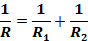 1/R = 1/R₁ + 1/R₂